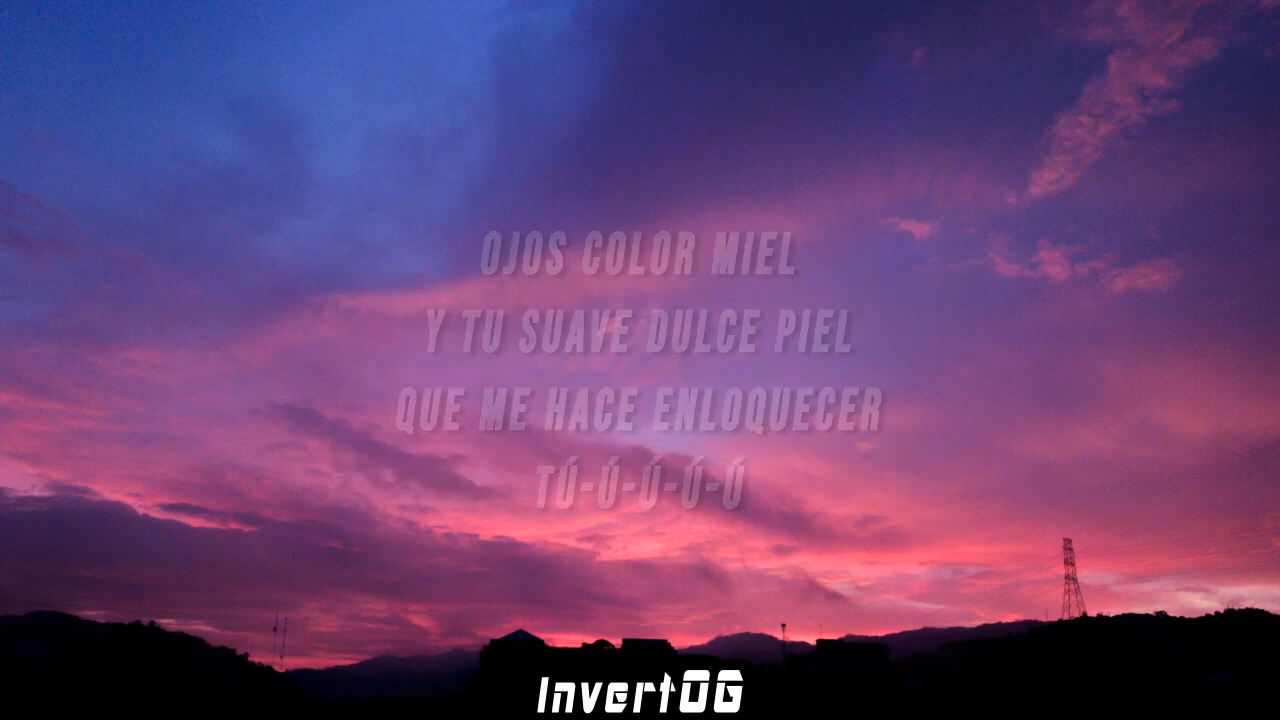 OJOS COLOR MIEL
Y TU SUAVE DULCE PIEL
QUE ME HACE ENLOQUECER
TÚ-Ú-Ú-Ú-Ú
InvertOG